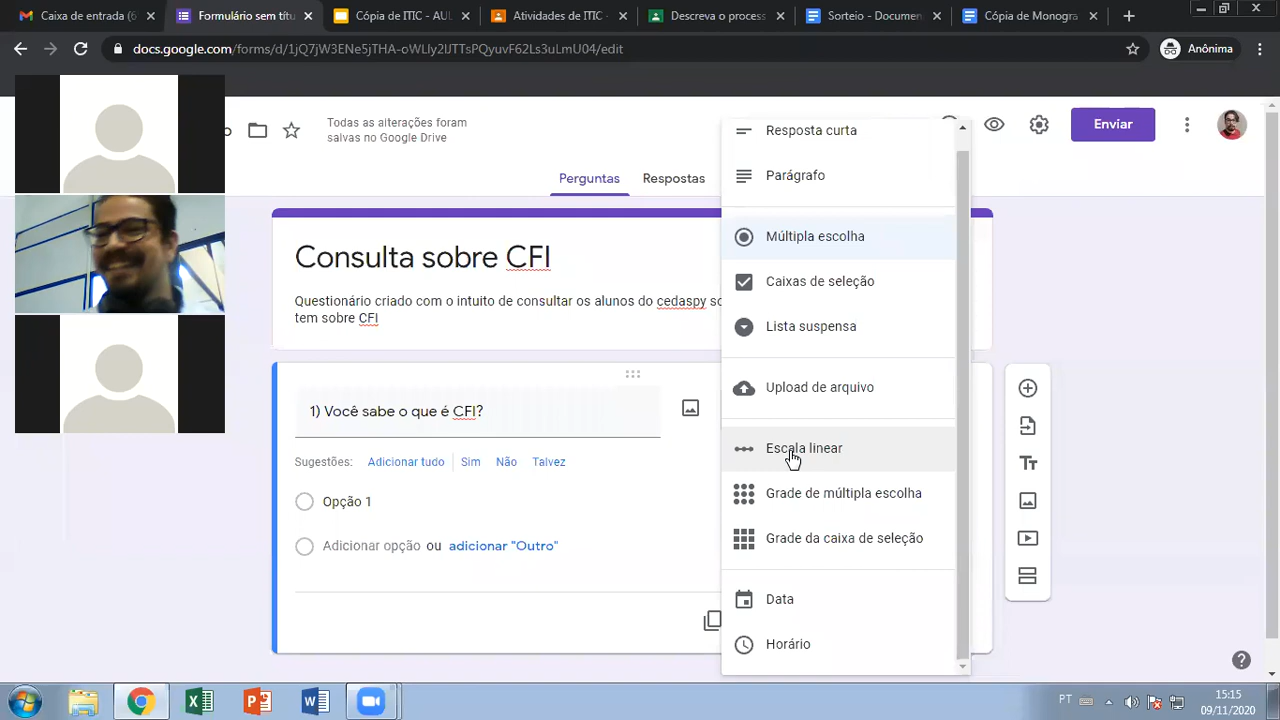 Caixa de entrada (6
Formulário sem títu
Cópia de ITIC - AUL
Atividades de ITIC -
Descreva o process
Sorteio - Documen
Cópia de Monogra
docs.google.com/forms/d/1jQ7jW3ENe5jTHA-oWLly2lJTTsPQyuvF62Ls3uLmU04/edit
Anônima
Todas as alterações foram
salvas no Google Drive
Enviar
Perguntas
Respostas
Consulta sobre CFI
Questionário criado com o intuito de consultar os alunos do cedaspy so
tem sobre CFI
1) Você sabe o que é CFI?
Sugestões: Adicionar tudo Sim Não Talvez
Opção 1
Adicionar opção ou adicionar "Outro"
Resposta curta
Parágrafo
Múltipla escolha
Caixas de seleção
Lista suspensa
Upload de arquivo
Escala linear
Grade de múltipla escolha
Grade da caixa de seleção
Data
Horário
PT
15:15
09/11/2020